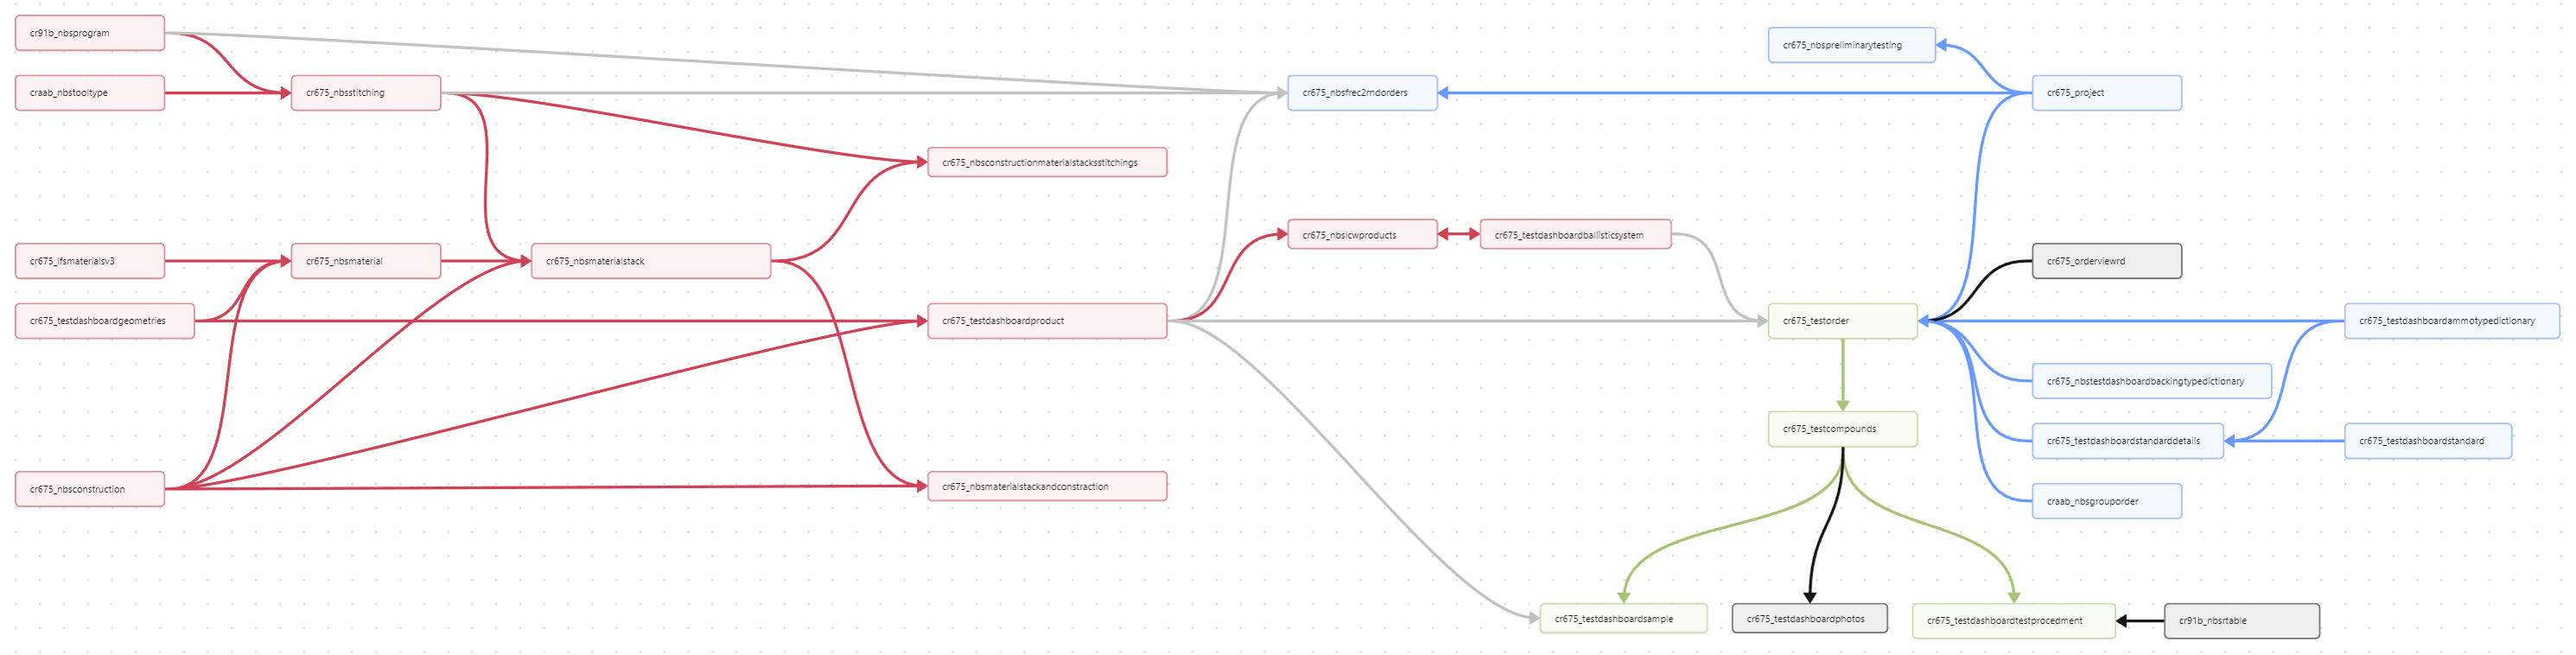 cr91b_nbsprogram
cr675_nbspreliminarytesting
craab_nbstooltype
cr675_nbsstitching
cr675_nbsfrec2rndorders
cr675_project
cr675_nbsconstructionmaterialstacksstitchings
cr675_nbsicwproducts
cr675_testdashboardballisticsystem
cr675_ifsmaterialsv3
cr675_nbsmaterial
cr675_nbsmaterialstack
cr675_orderviewrd
cr675_testdashboardgeometries
cr675_testdashboardproduct
cr675_testorder
cr675_testdashboardammotypedictionary
cr675_nbstestdashboardbackingtypedictionary
cr675_testcompounds
cr675_testdashboardstandarddetails
cr675_testdashboardstandard
cr675_nbsconstruction
cr675_nbsmaterialstackandconstraction
craab_nbsgrouporder
cr675_testdashboardsample
cr675_testdashboardphotos
cr675_testdashboardtestprocedment
cr91b_nbsrtable